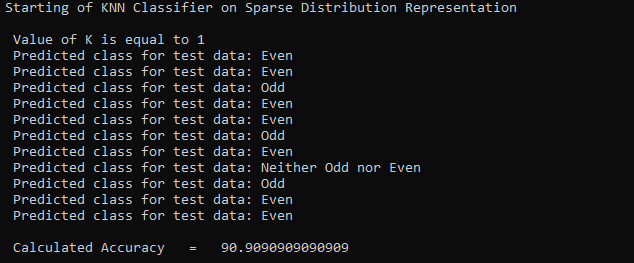 Starting of KNN Classifier on Sparse Distribution Representation
Value of K is equal to 1
Predicted class for test data: Even
Predicted class for test data: Even
Predicted class for test data: Odd
Predicted class for test data: Even
Predicted class for test data: Even
Predicted class for test data: Odd
Predicted class for test data: Even
Predicted class for test data: Neither Odd nor Even
Predicted class for test data: Odd
Predicted class for test data: Even
Predicted class for test data: Even
Calculated Accuracy   =   90.9090909090909